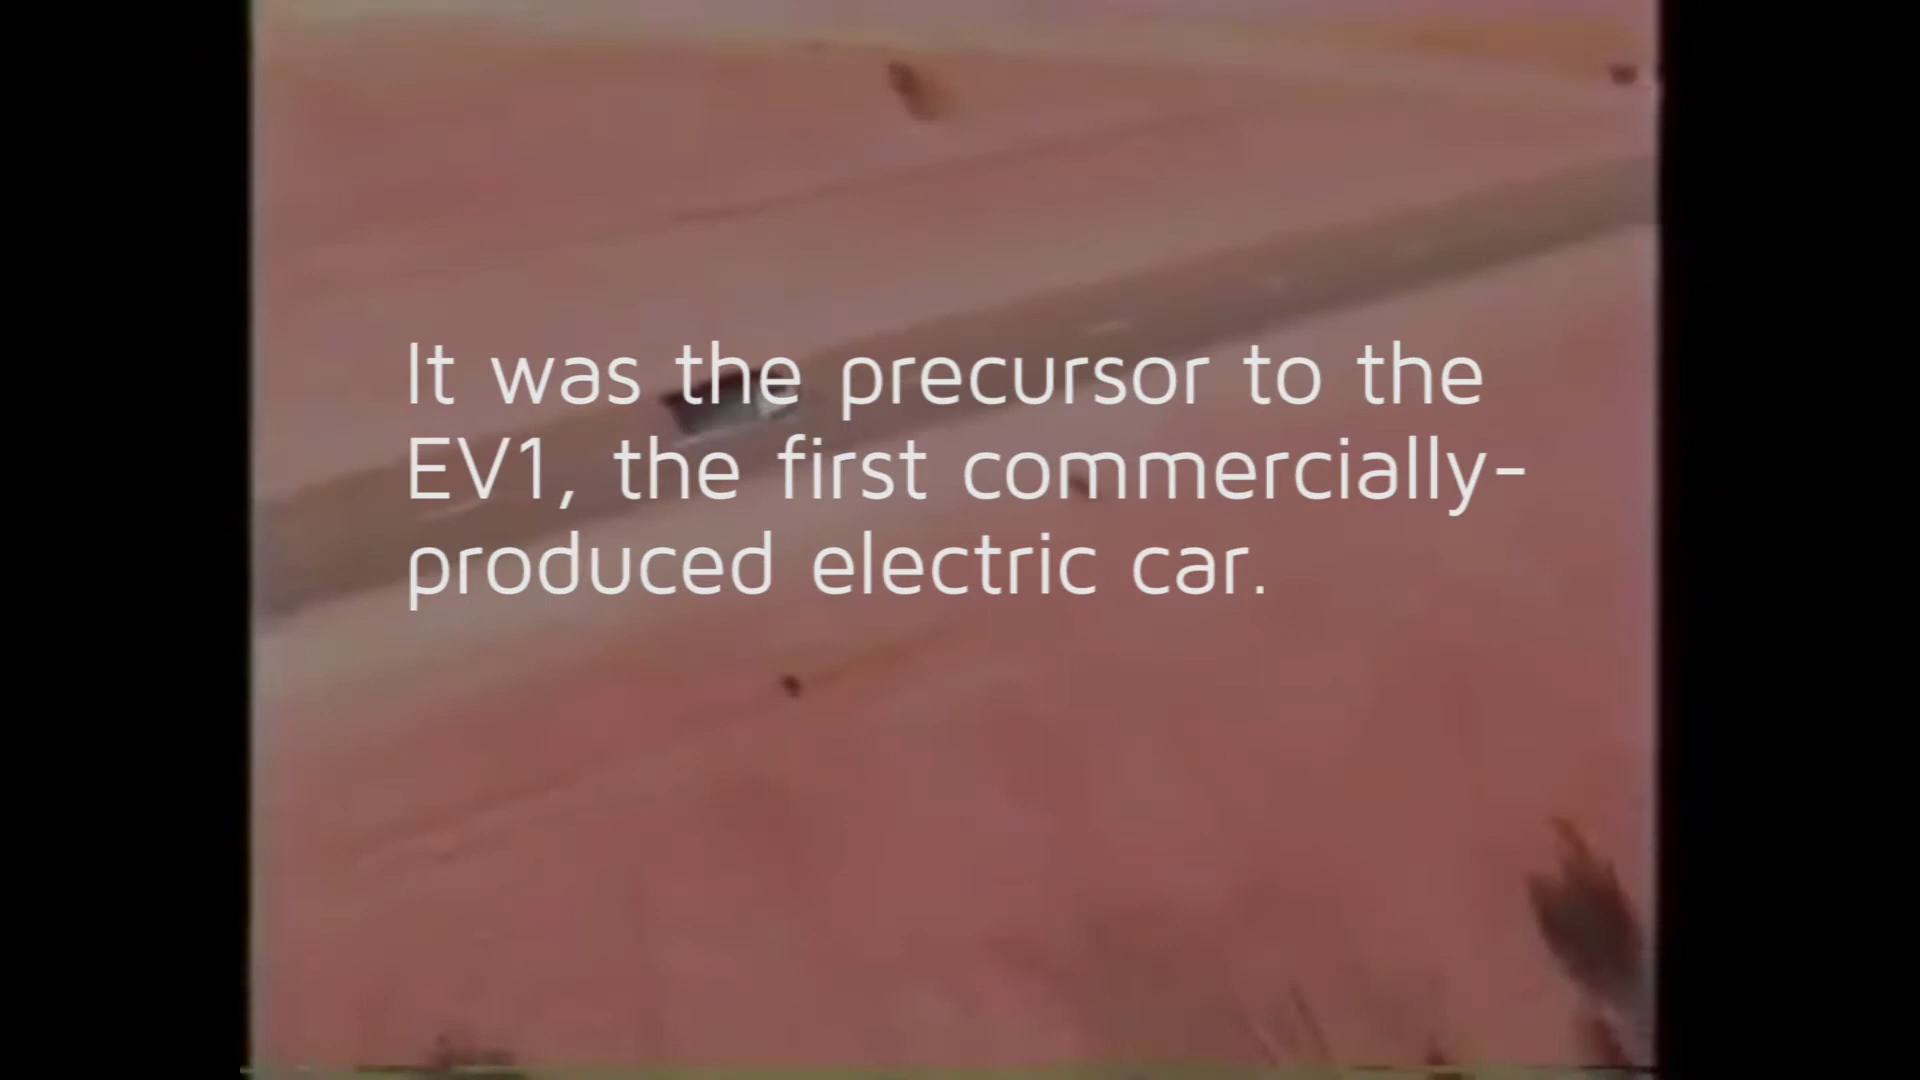 It was the precursor to the
EV1, the first commercially-
produced electric car.